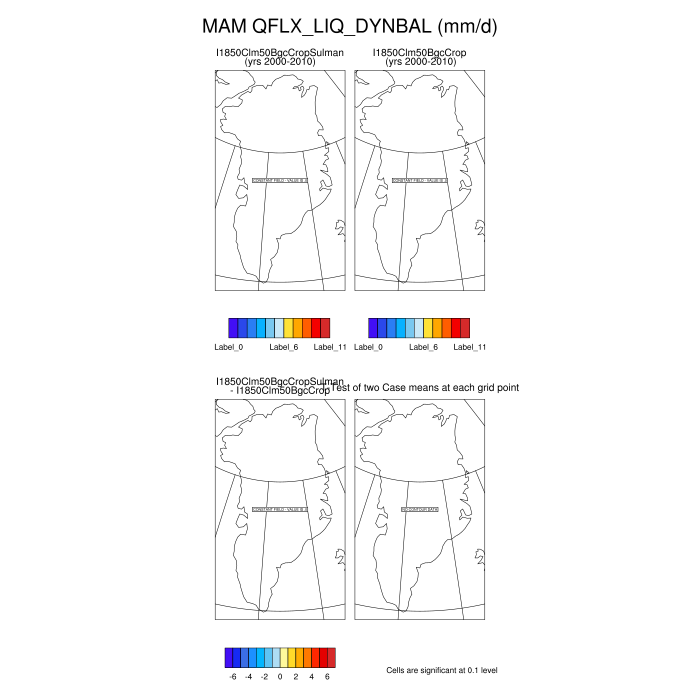 MAM QFLX_LIQ_DYNBAL (mm/d)
I1850Clm50BgcCropSulman
(yrs 2000-2010)
I1850Clm50BgcCrop
(yrs 2000-2010)
CONSTANT FIELD - VALUE IS 0
CONSTANT FIELD - VALUE IS 0
Label_0 Label_6 Label_11
Label_0 Label_6 Label_11
I1850Clm50BgcCropSulman
- I1850Clm50BgcCrop
Test of two Case means at each grid point
CONSTANT FIELD - VALUE IS 0
NO CONTOUR DATA
-6 -4 -2 0 2 4 6
Cells are significant at 0.1 level